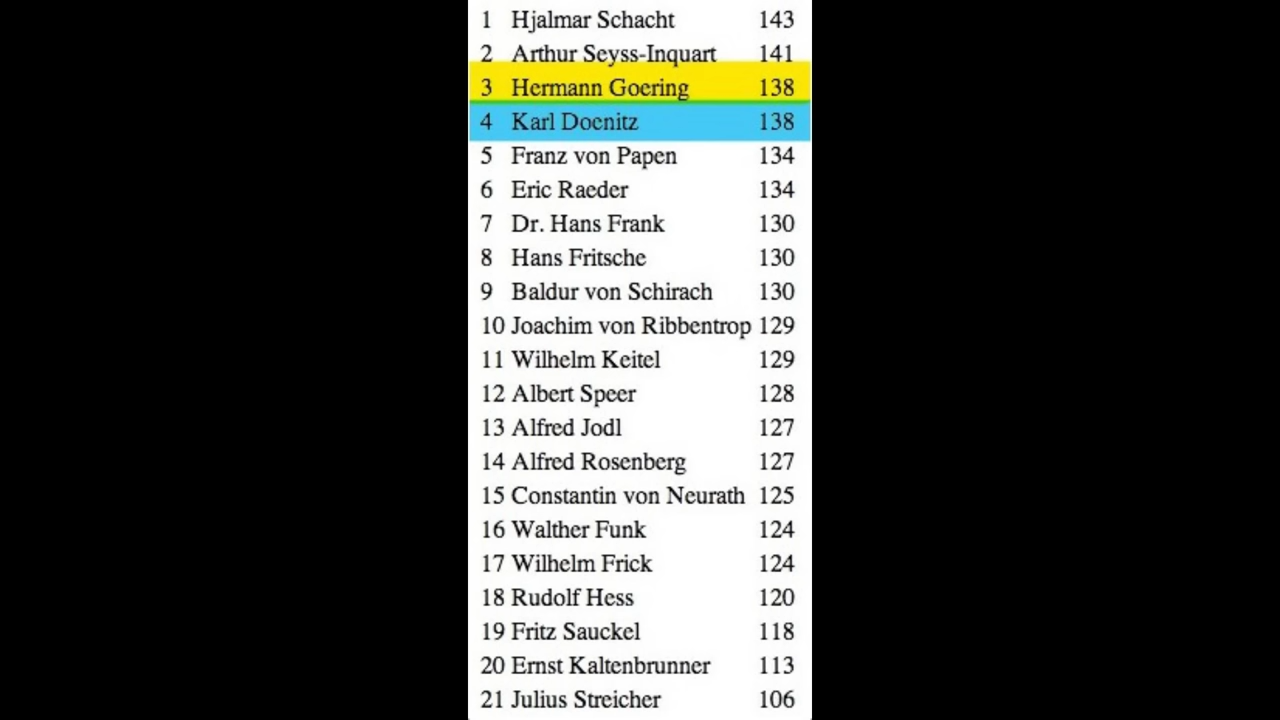 1 Hjalmar Schacht 143
2 Arthur Seyss-Inquart 141
3 Hermann Goering 138
4 Karl Doenitz 138
5 Franz von Papen 134
6 Eric Raeder 134
7 Dr. Hans Frank 130
8 Hans Fritsche 130
9 Baldur von Schirach 130
10 Joachim von Ribbentrop 129
11 Wilhelm Keitel 129
12 Albert Speer 128
13 Alfred Jodl 127
14 Alfred Rosenberg 127
15 Constantin von Neurath 125
16 Walther Funk 124
17 Wilhelm Frick 124
18 Rudolf Hess 120
19 Fritz Sauckel 118
20 Ernst Kaltenbrunner 113
21 Julius Streicher 106